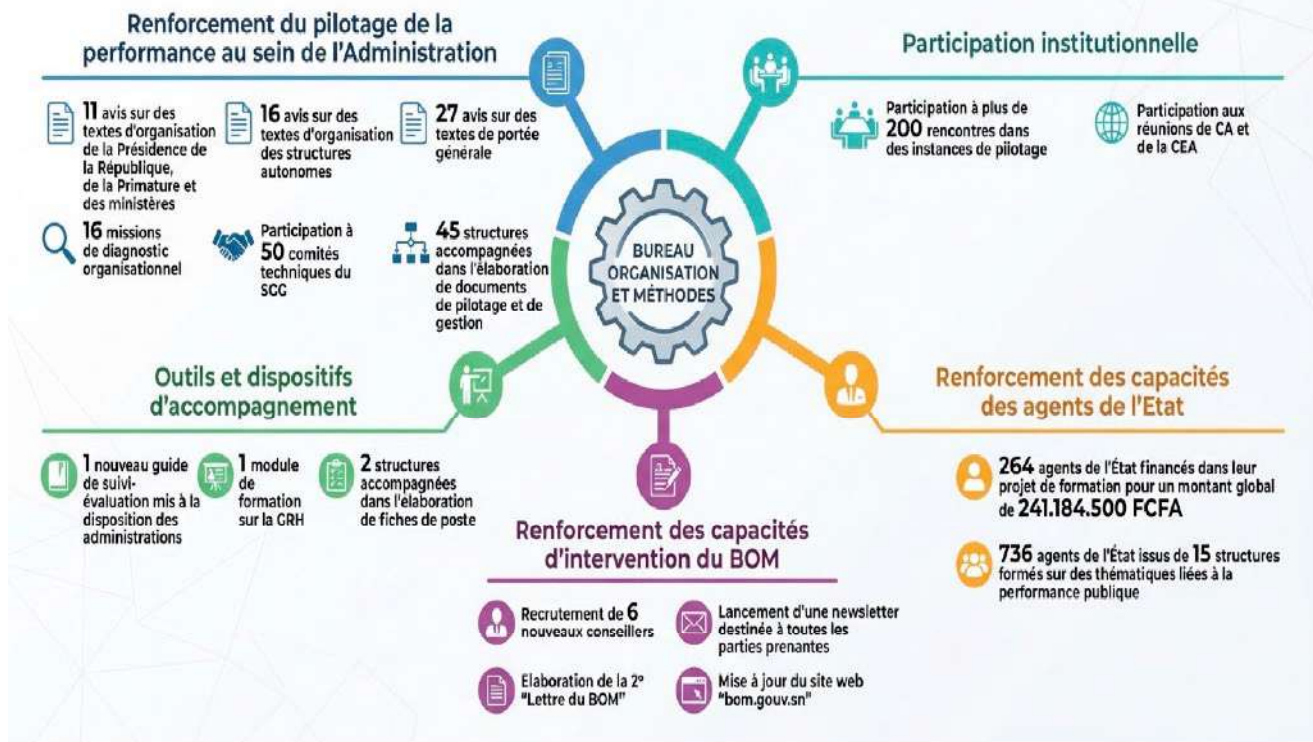 Renforcement du pilotage de la
performance au sein de l'Administration
11 avis sur des
textes d'organisation
de la Présidence de
la République,
de la Primature et
des ministères
16 avis sur des
textes d'organisation
des structures
autonomes
27 avis sur des
textes de portée
générale
16 missions
de diagnostic
organisationnel
Participation à
50 comités
techniques du
SGG
45 structures
accompagnées
dans l'élaboration
de documents
de pilotage et de
gestion
Participation institutionnelle
Participation à plus de
200 rencontres dans
des instances de pilotage
Participation aux
réunions de CA et
de la CEA
BUREAU
ORGANISATION
ET MÉTHODES
Outils et dispositifs
d'accompagnement
1 nouveau guide
de suivi-
évaluation mis à la
disposition des
administrations
1 module
de
formation
sur la GRH
2 structures
accompagnées
dans l'élaboration
de fiches de poste
Renforcement des capacités
d'intervention du BOM
Recrutement de 6
nouveaux conseillers
Lancement d'une newsletter
destinée à toutes les
parties prenantes
Elaboration de la 2°
"Lettre du BOM"
Mise à jour du site web
"bom.gouv.sn"
Renforcement des capacités
des agents de l'Etat
264 agents de l'État financés dans leur
projet de formation pour un montant global
de 241.184.500 FCFA
736 agents de l'État issus de 15 structures
formés sur des thématiques liées à la
performance publique